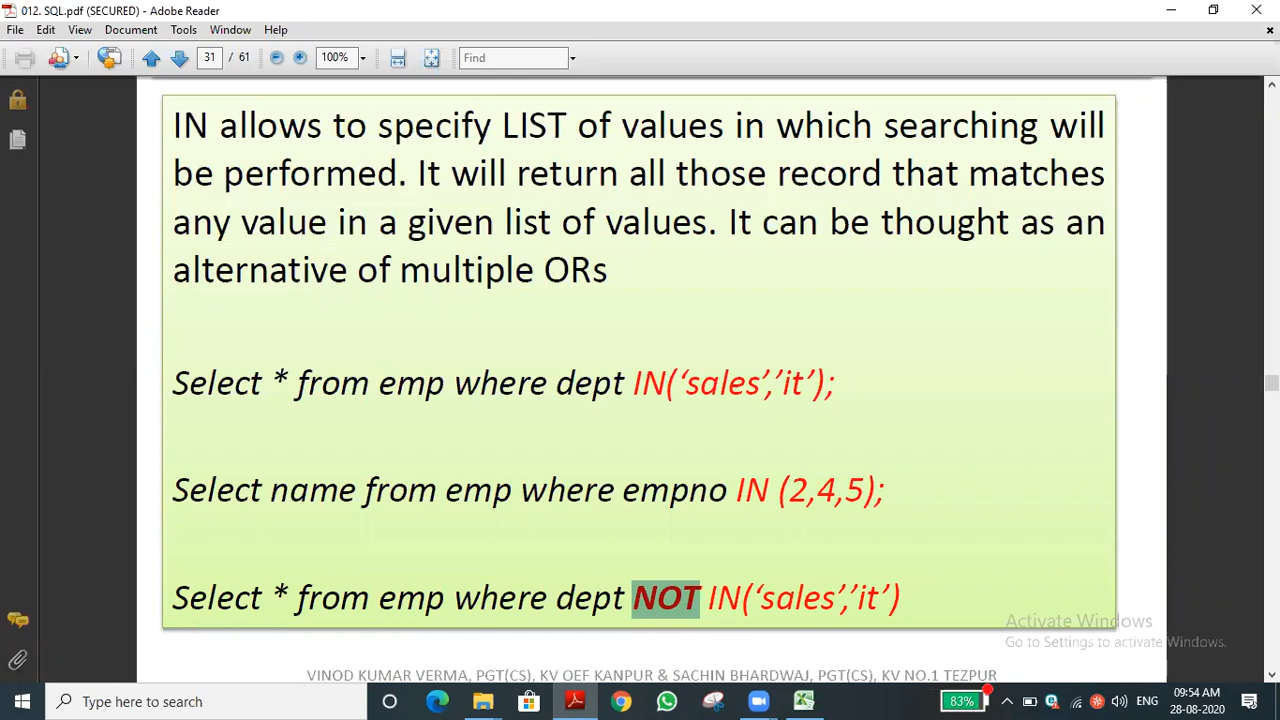 012. SQL.pdf (SECURED) - Adobe Reader
File Edit View Document Tools Window Help
31 / 61 100% Find
IN allows to specify LIST of values in which searching will
be performed. It will return all those record that matches
any value in a given list of values. It can be thought as an
alternative of multiple ORs
Select * from emp where dept IN(‘sales’,’it’);
Select name from emp where empno IN (2,4,5);
Select * from emp where dept NOT IN(‘sales’,’it’)
Activate Windows
Go to Settings to activate Windows.
VINOD KUMAR VERMA, PGT(CS), KV OEF KANPUR & SACHIN BHARDWAJ, PGT(CS), KV NO.1 TEZPUR
Type here to search
83%
ENG
09:54 AM
28-08-2020